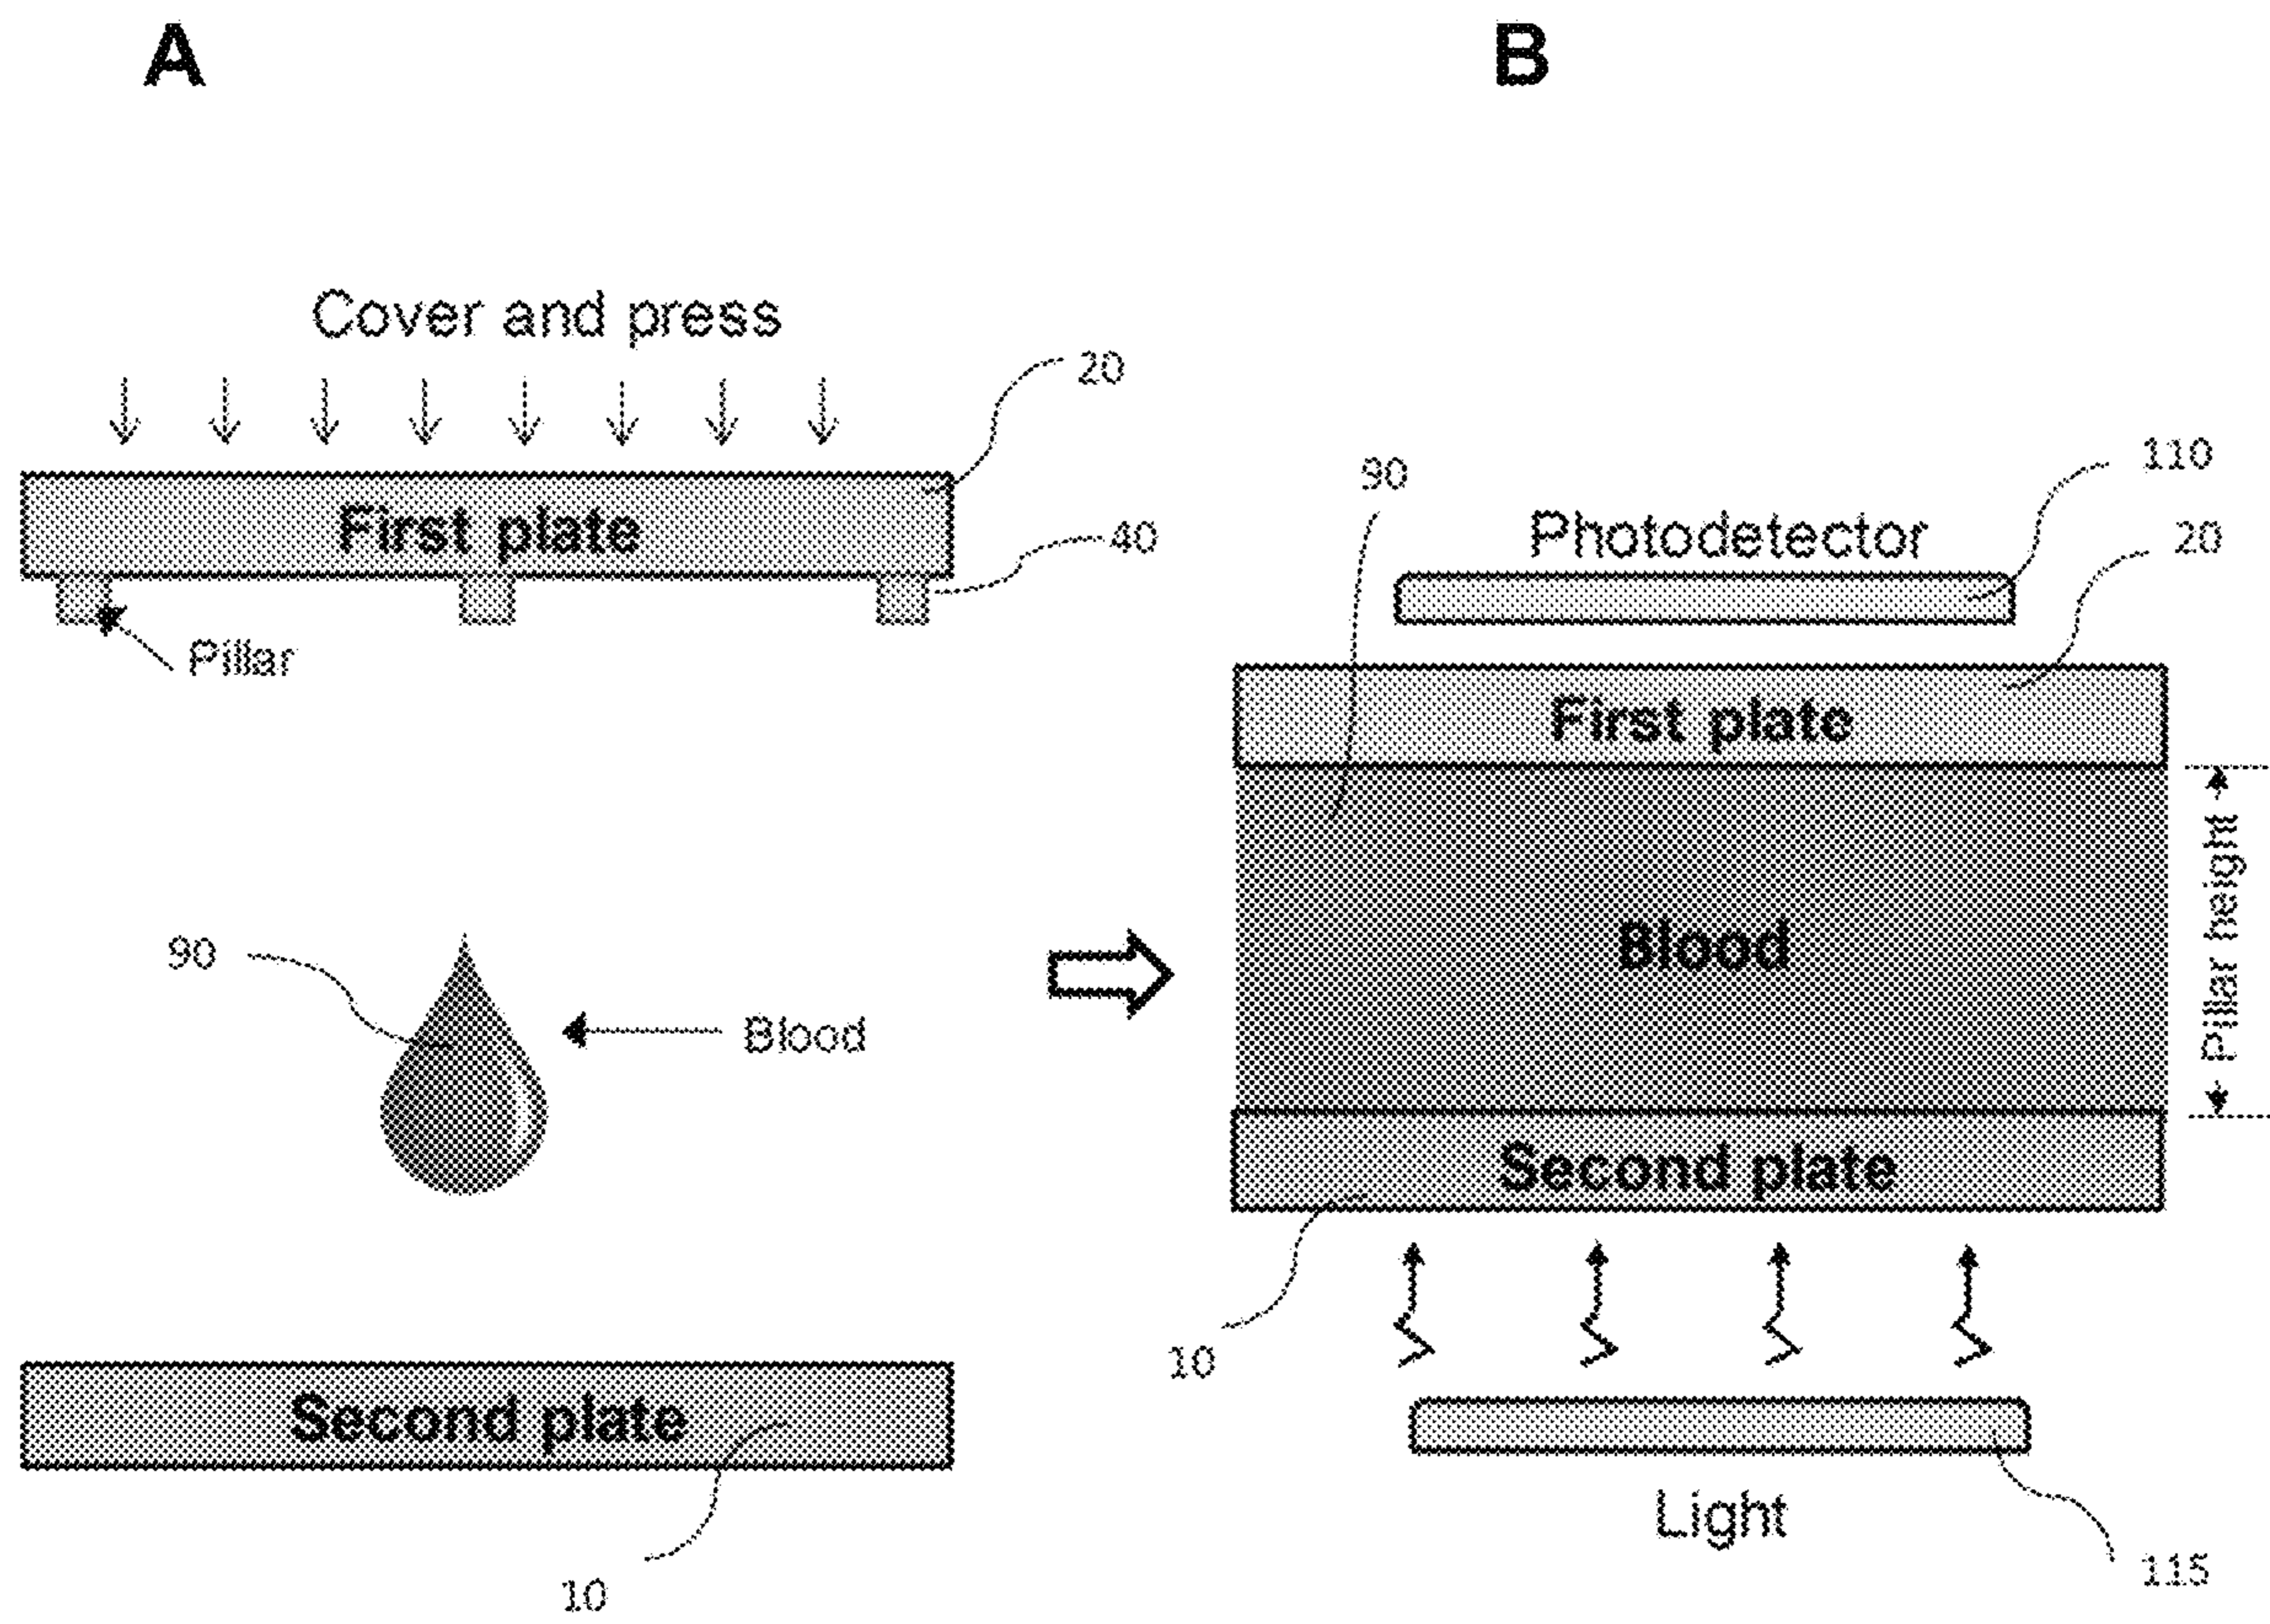 A
Cover and press
20
First plate
40
Pillar
90
Blood
Second plate
10
B
90
110
Photodetector
20
First plate
Blood
Pillar height
Second plate
10
Light
115